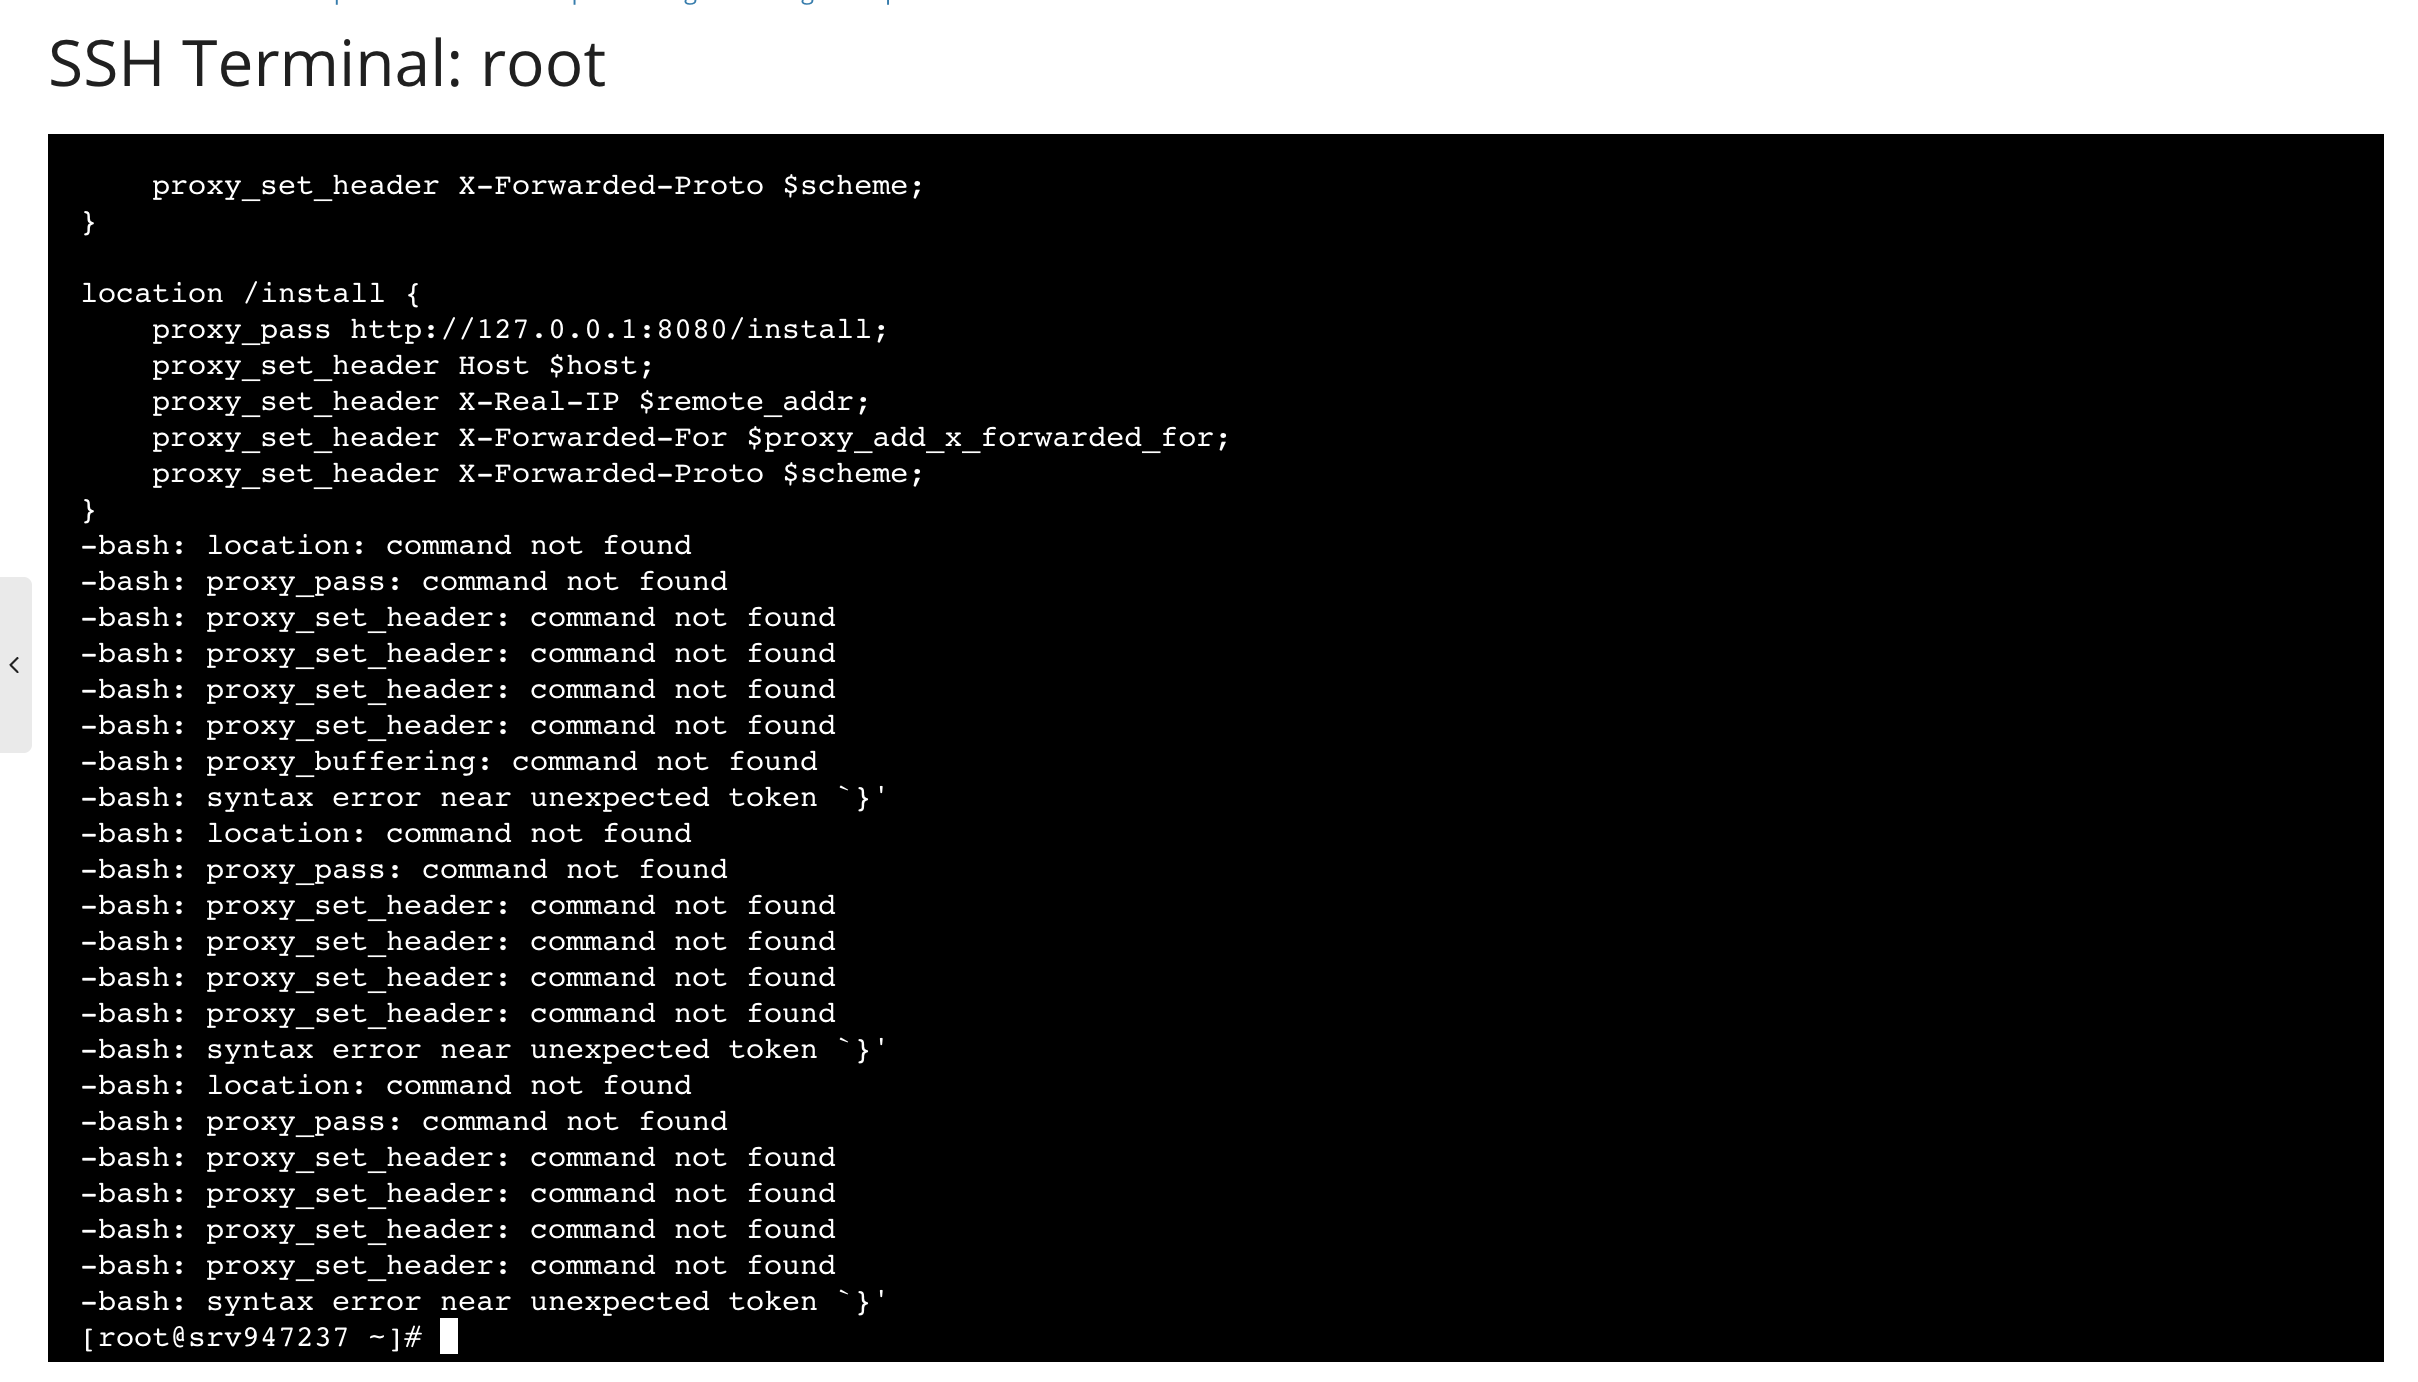 SSH Terminal: root
    proxy_set_header X-Forwarded-Proto $scheme;
}
location /install {
    proxy_pass http://127.0.0.1:8080/install;
    proxy_set_header Host $host;
    proxy_set_header X-Real-IP $remote_addr;
    proxy_set_header X-Forwarded-For $proxy_add_x_forwarded_for;
    proxy_set_header X-Forwarded-Proto $scheme;
}
-bash: location: command not found
-bash: proxy_pass: command not found
-bash: proxy_set_header: command not found
-bash: proxy_set_header: command not found
-bash: proxy_set_header: command not found
-bash: proxy_set_header: command not found
-bash: proxy_buffering: command not found
-bash: syntax error near unexpected token `}'
-bash: location: command not found
-bash: proxy_pass: command not found
-bash: proxy_set_header: command not found
-bash: proxy_set_header: command not found
-bash: proxy_set_header: command not found
-bash: proxy_set_header: command not found
-bash: syntax error near unexpected token `}'
-bash: location: command not found
-bash: proxy_pass: command not found
-bash: proxy_set_header: command not found
-bash: proxy_set_header: command not found
-bash: proxy_set_header: command not found
-bash: proxy_set_header: command not found
-bash: syntax error near unexpected token `}'
[root@srv947237 ~]#